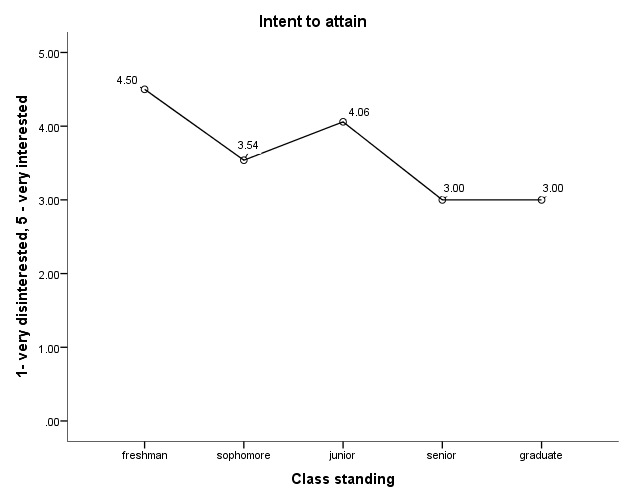 Intent to attain
5.00
4.00
3.00
2.00
1.00
.00
1- very disinterested, 5 - very interested
4.50
3.54
4.06
3.00
3.00
freshman
sophomore
junior
senior
graduate
Class standing